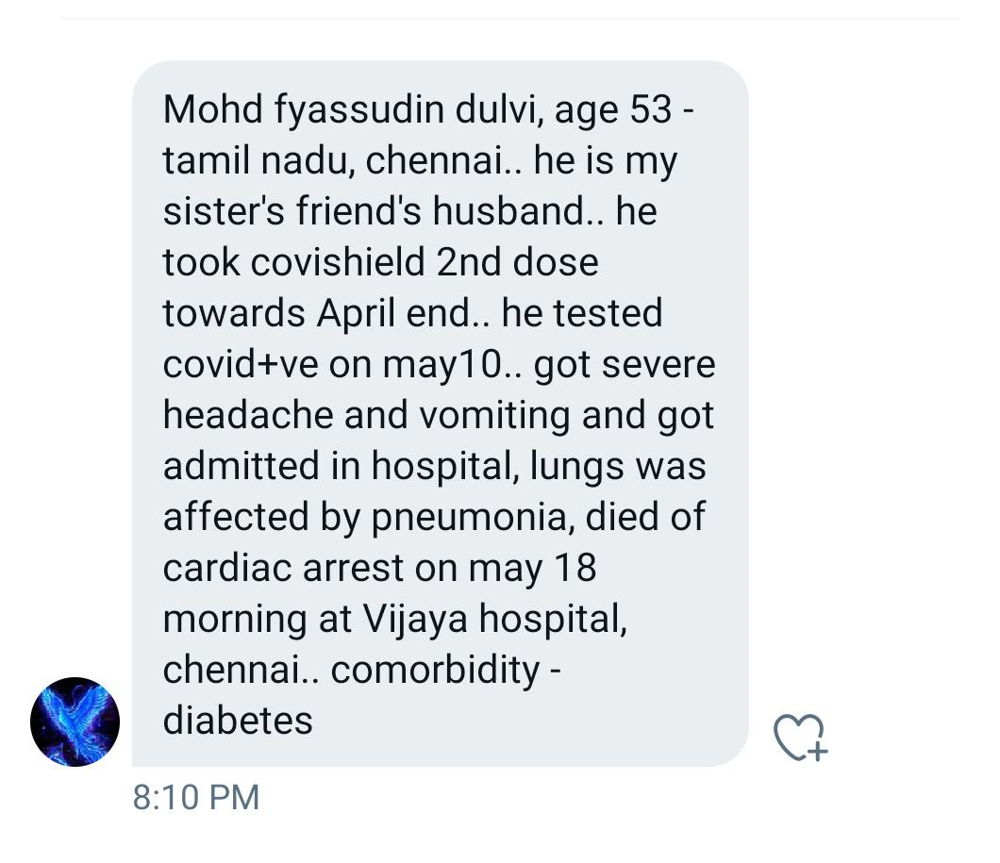 Mohd fyassudin dulvi, age 53 -
tamil nadu, chennai.. he is my
sister's friend's husband.. he
took covishield 2nd dose
towards April end.. he tested
covid+ve on may10.. got severe
headache and vomiting and got
admitted in hospital, lungs was
affected by pneumonia, died of
cardiac arrest on may 18
morning at Vijaya hospital,
chennai.. comorbidity -
diabetes
8:10 PM